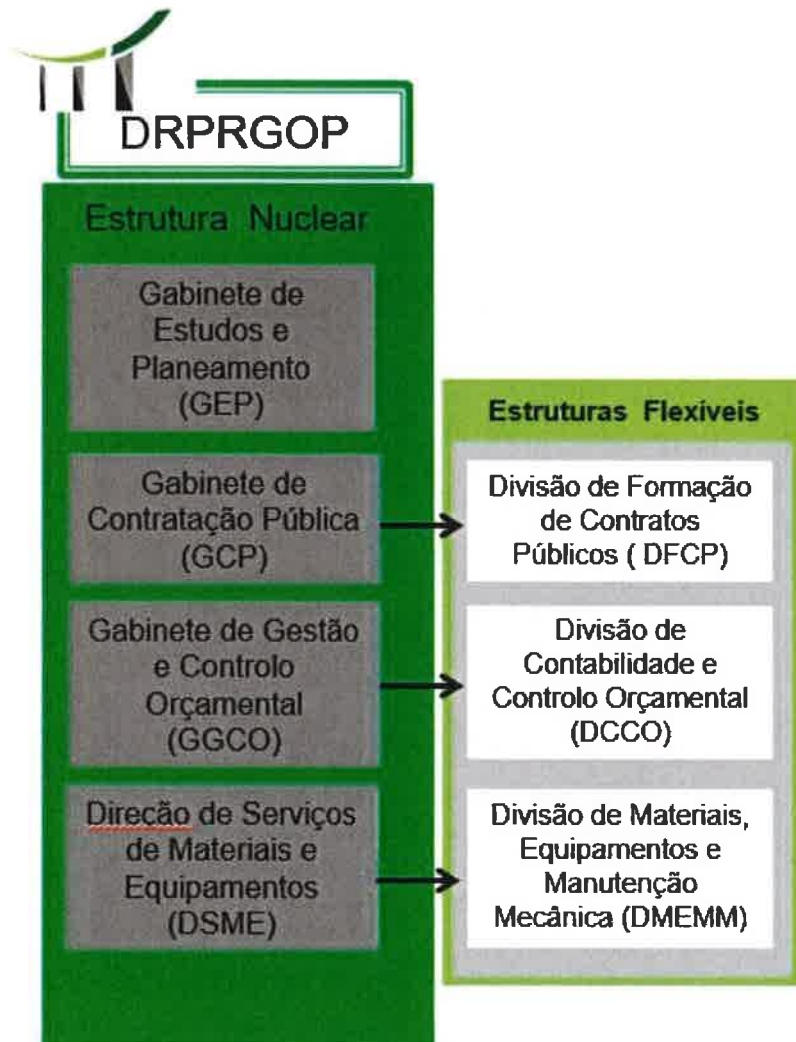 DRPRGOP
Estrutura Nuclear
Gabinete de
Estudos e
Planeamento
(GEP)
Gabinete de
Contratação Pública
(GCP)
Gabinete de Gestão
e Controlo
Orçamental
(GGCO)
Direção de Serviços
de Materiais e
Equipamentos
(DSME)
Estruturas Flexíveis
Divisão de Formação
de Contratos
Públicos ( DFCP)
Divisão de
Contabilidade e
Controlo Orçamental
(DCCO)
Divisão de Materiais,
Equipamentos e
Manutenção
Mecânica (DMEMM)